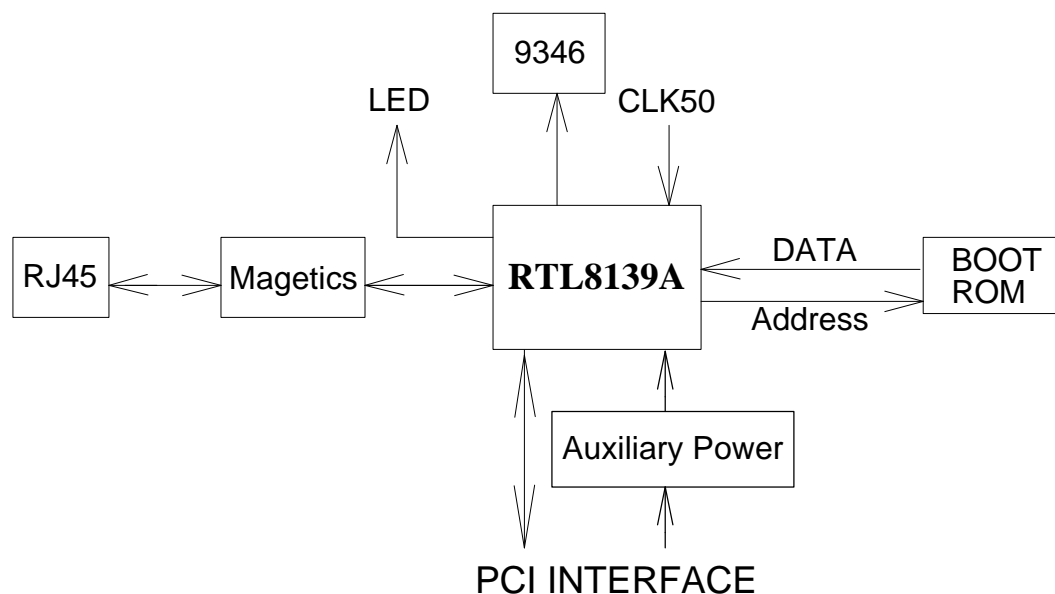 9346
LED
CLK50
RJ45
Magetics
RTL8139A
DATA
Address
BOOT
ROM
Auxiliary Power
PCI INTERFACE